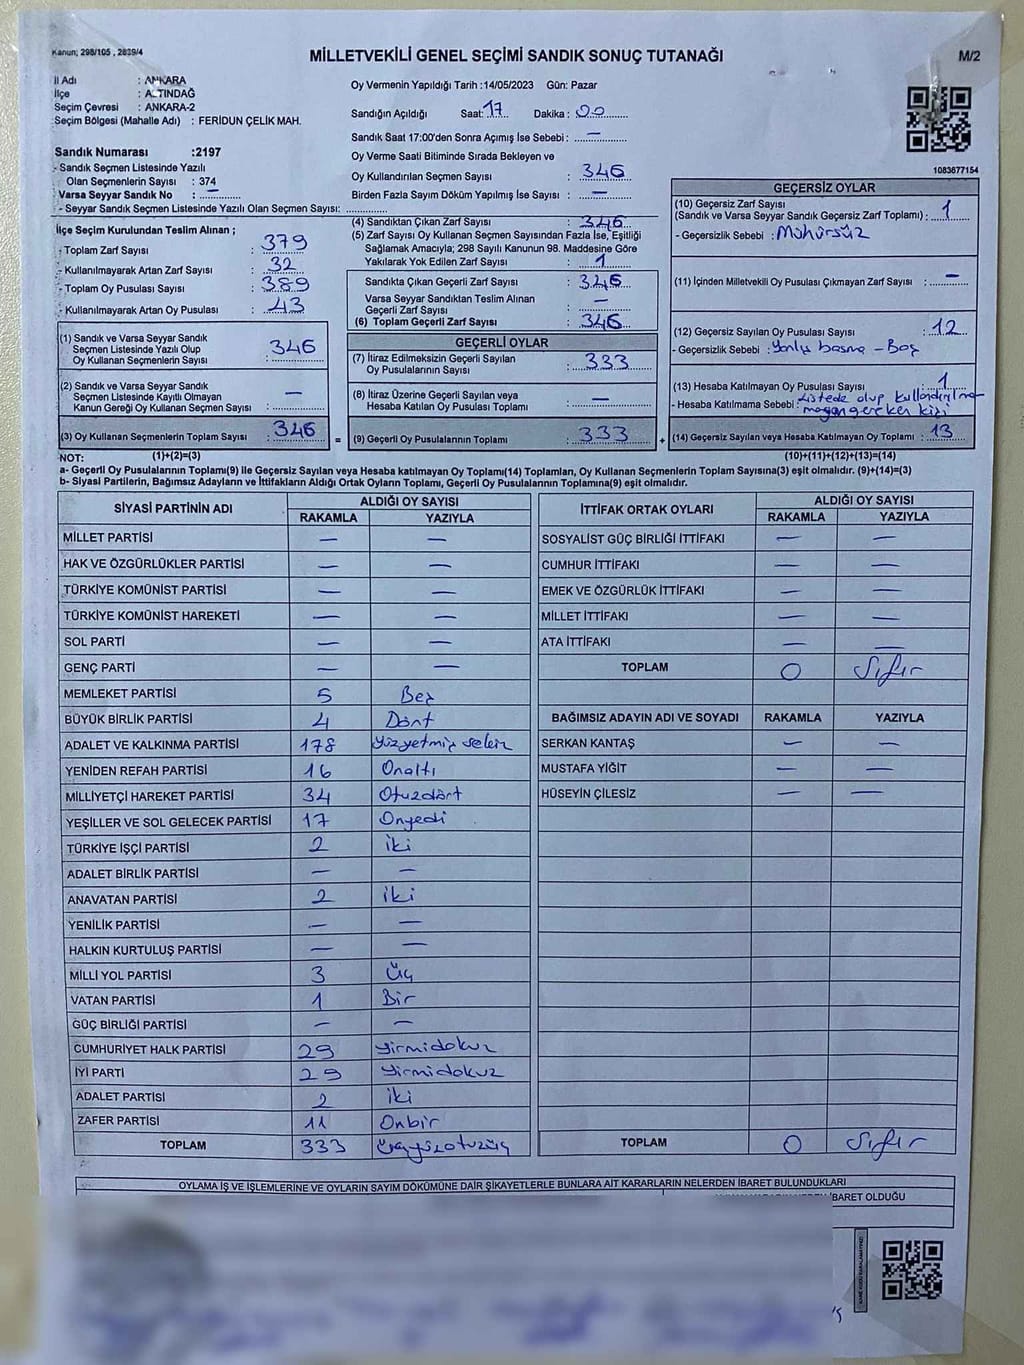 Kanun; 298/105 , 2839/4
MİLLETVEKİLİ GENEL SEÇİMİ SANDIK SONUÇ TUTANAĞI
M/2
İl Adı : ANKARA
İlçe : ALTINDAĞ
Seçim Çevresi : ANKARA-2
Seçim Bölgesi (Mahalle Adı) : FERİDUN ÇELİK MAH.
Sandık Numarası :2197
- Sandık Seçmen Listesinde Yazılı
Olan Seçmenlerin Sayısı : 374
Varsa Seyyar Sandık No : —
- Seyyar Sandık Seçmen Listesinde Yazılı Olan Seçmen Sayısı:
Oy Vermenin Yapıldığı Tarih :14/05/2023 Gün: Pazar
Sandığın Açıldığı Saat: 17 Dakika : 00
Sandık Saat 17:00'den Sonra Açımış İse Sebebi : —
Oy Verme Saati Bitiminde Sırada Bekleyen ve
Oy Kullandırılan Seçmen Sayısı : 346
Birden Fazla Sayım Döküm Yapılmış İse Sayısı : —
1083677154
İlçe Seçim Kurulundan Teslim Alınan ;
- Toplam Zarf Sayısı : 379
- Kullanılmayarak Artan Zarf Sayısı : 32
- Toplam Oy Pusulası Sayısı : 389
- Kullanılmayarak Artan Oy Pusulası : 43
(1) Sandık ve Varsa Seyyar Sandık
Seçmen Listesinde Yazılı Olup
Oy Kullanan Seçmenlerin Sayısı : 346
(2) Sandık ve Varsa Seyyar Sandık
Seçmen Listesinde Kayıtlı Olmayan
Kanun Gereği Oy Kullanan Seçmen Sayısı : —
(3) Oy Kullanan Seçmenlerin Toplam Sayısı : 346
(4) Sandıktan Çıkan Zarf Sayısı : 346
(5) Zarf Sayısı Oy Kullanan Seçmen Sayısından Fazla İse, Eşitliği
Sağlamak Amacıyla; 298 Sayılı Kanunun 98. Maddesine Göre
Yakılarak Yok Edilen Zarf Sayısı : 1
Sandıkta Çıkan Geçerli Zarf Sayısı : 346
Varsa Seyyar Sandıktan Teslim Alınan
Geçerli Zarf Sayısı : —
(6) Toplam Geçerli Zarf Sayısı : 346
GEÇERLİ OYLAR
(7) İtiraz Edilmeksizin Geçerli Sayılan
Oy Pusulalarının Sayısı : 333
(8) İtiraz Üzerine Geçerli Sayılan veya
Hesaba Katılan Oy Pusulası Toplamı : —
= (9) Geçerli Oy Pusulalarının Toplamı : 333
GEÇERSİZ OYLAR
(10) Geçersiz Zarf Sayısı
(Sandık ve Varsa Seyyar Sandık Geçersiz Zarf Toplamı) : 1
- Geçersizlik Sebebi : Mühürsüz
(11) İçinden Milletvekili Oy Pusulası Çıkmayan Zarf Sayısı : —
(12) Geçersiz Sayılan Oy Pusulası Sayısı : 12
- Geçersizlik Sebebi : Yanlış basma - Boş
(13) Hesaba Katılmayan Oy Pusulası Sayısı : 1
- Hesaba Katılmama Sebebi : Listede olup kullandırılma-
magan gereken kişi
+ (14) Geçersiz Sayılan veya Hesaba Katılmayan Oy Toplamı : 13
NOT: (1)+(2)=(3)
(10)+(11)+(12)+(13)=(14)
a- Geçerli Oy Pusulalarının Toplamı(9) ile Geçersiz Sayılan veya Hesaba katılmayan Oy Toplamı(14) Toplamları, Oy Kullanan Seçmenlerin Toplam Sayısına(3) eşit olmalıdır. (9)+(14)=(3)
b- Siyasi Partilerin, Bağımsız Adayların ve İttifakların Aldığı Ortak Oyların Toplamı, Geçerli Oy Pusulalarının Toplamına(9) eşit olmalıdır.
SİYASİ PARTİNİN ADI ALDIĞI OY SAYISI
RAKAMLA YAZIYLA
MİLLET PARTİSİ — —
HAK VE ÖZGÜRLÜKLER PARTİSİ — —
TÜRKİYE KOMÜNİST PARTİSİ — —
TÜRKİYE KOMÜNİST HAREKETİ — —
SOL PARTİ — —
GENÇ PARTİ — —
MEMLEKET PARTİSİ 5 Beş
BÜYÜK BİRLİK PARTİSİ 4 Dört
ADALET VE KALKINMA PARTİSİ 178 Yüzyetmiş sekiz
YENİDEN REFAH PARTİSİ 16 Onaltı
MİLLİYETÇİ HAREKET PARTİSİ 34 Otuzdört
YEŞİLLER VE SOL GELECEK PARTİSİ 17 Onyedi
TÜRKİYE İŞÇİ PARTİSİ 2 İki
ADALET BİRLİK PARTİSİ — —
ANAVATAN PARTİSİ 2 İki
YENİLİK PARTİSİ — —
HALKIN KURTULUŞ PARTİSİ — —
MİLLİ YOL PARTİSİ 3 Üç
VATAN PARTİSİ 1 Bir
GÜÇ BİRLİĞİ PARTİSİ — —
CUMHURİYET HALK PARTİSİ 29 Yirmidokuz
İYİ PARTİ 29 Yirmidokuz
ADALET PARTİSİ 2 İki
ZAFER PARTİSİ 11 Onbir
TOPLAM 333 Üçyüzotuzüç
İTTİFAK ORTAK OYLARI ALDIĞI OY SAYISI
RAKAMLA YAZIYLA
SOSYALİST GÜÇ BİRLİĞİ İTTİFAKI — —
CUMHUR İTTİFAKI — —
EMEK VE ÖZGÜRLÜK İTTİFAKI — —
MİLLET İTTİFAKI — —
ATA İTTİFAKI — —
TOPLAM 0 Sıfır
BAĞIMSIZ ADAYIN ADI VE SOYADI RAKAMLA YAZIYLA
SERKAN KANTAŞ — —
MUSTAFA YİĞİT — —
HÜSEYİN ÇİLESİZ — —
TOPLAM 0 Sıfır
OYLAMA İŞ VE İŞLEMLERİNE VE OYLARIN SAYIM DÖKÜMÜNE DAİR ŞİKAYETLERLE BUNLARA AİT KARARLARIN NELERDEN İBARET BULUNDUKLARI
İBARET OLDUĞU